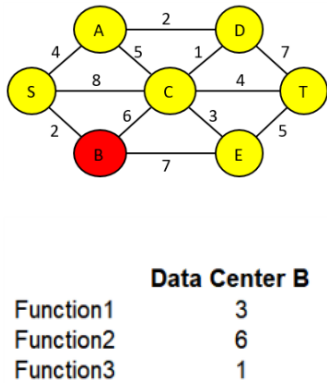 A 2 D
4 5 1 7
S 8 C 4 T
2 6 3 5
B 7 E
Data Center B
Function1 3
Function2 6
Function3 1